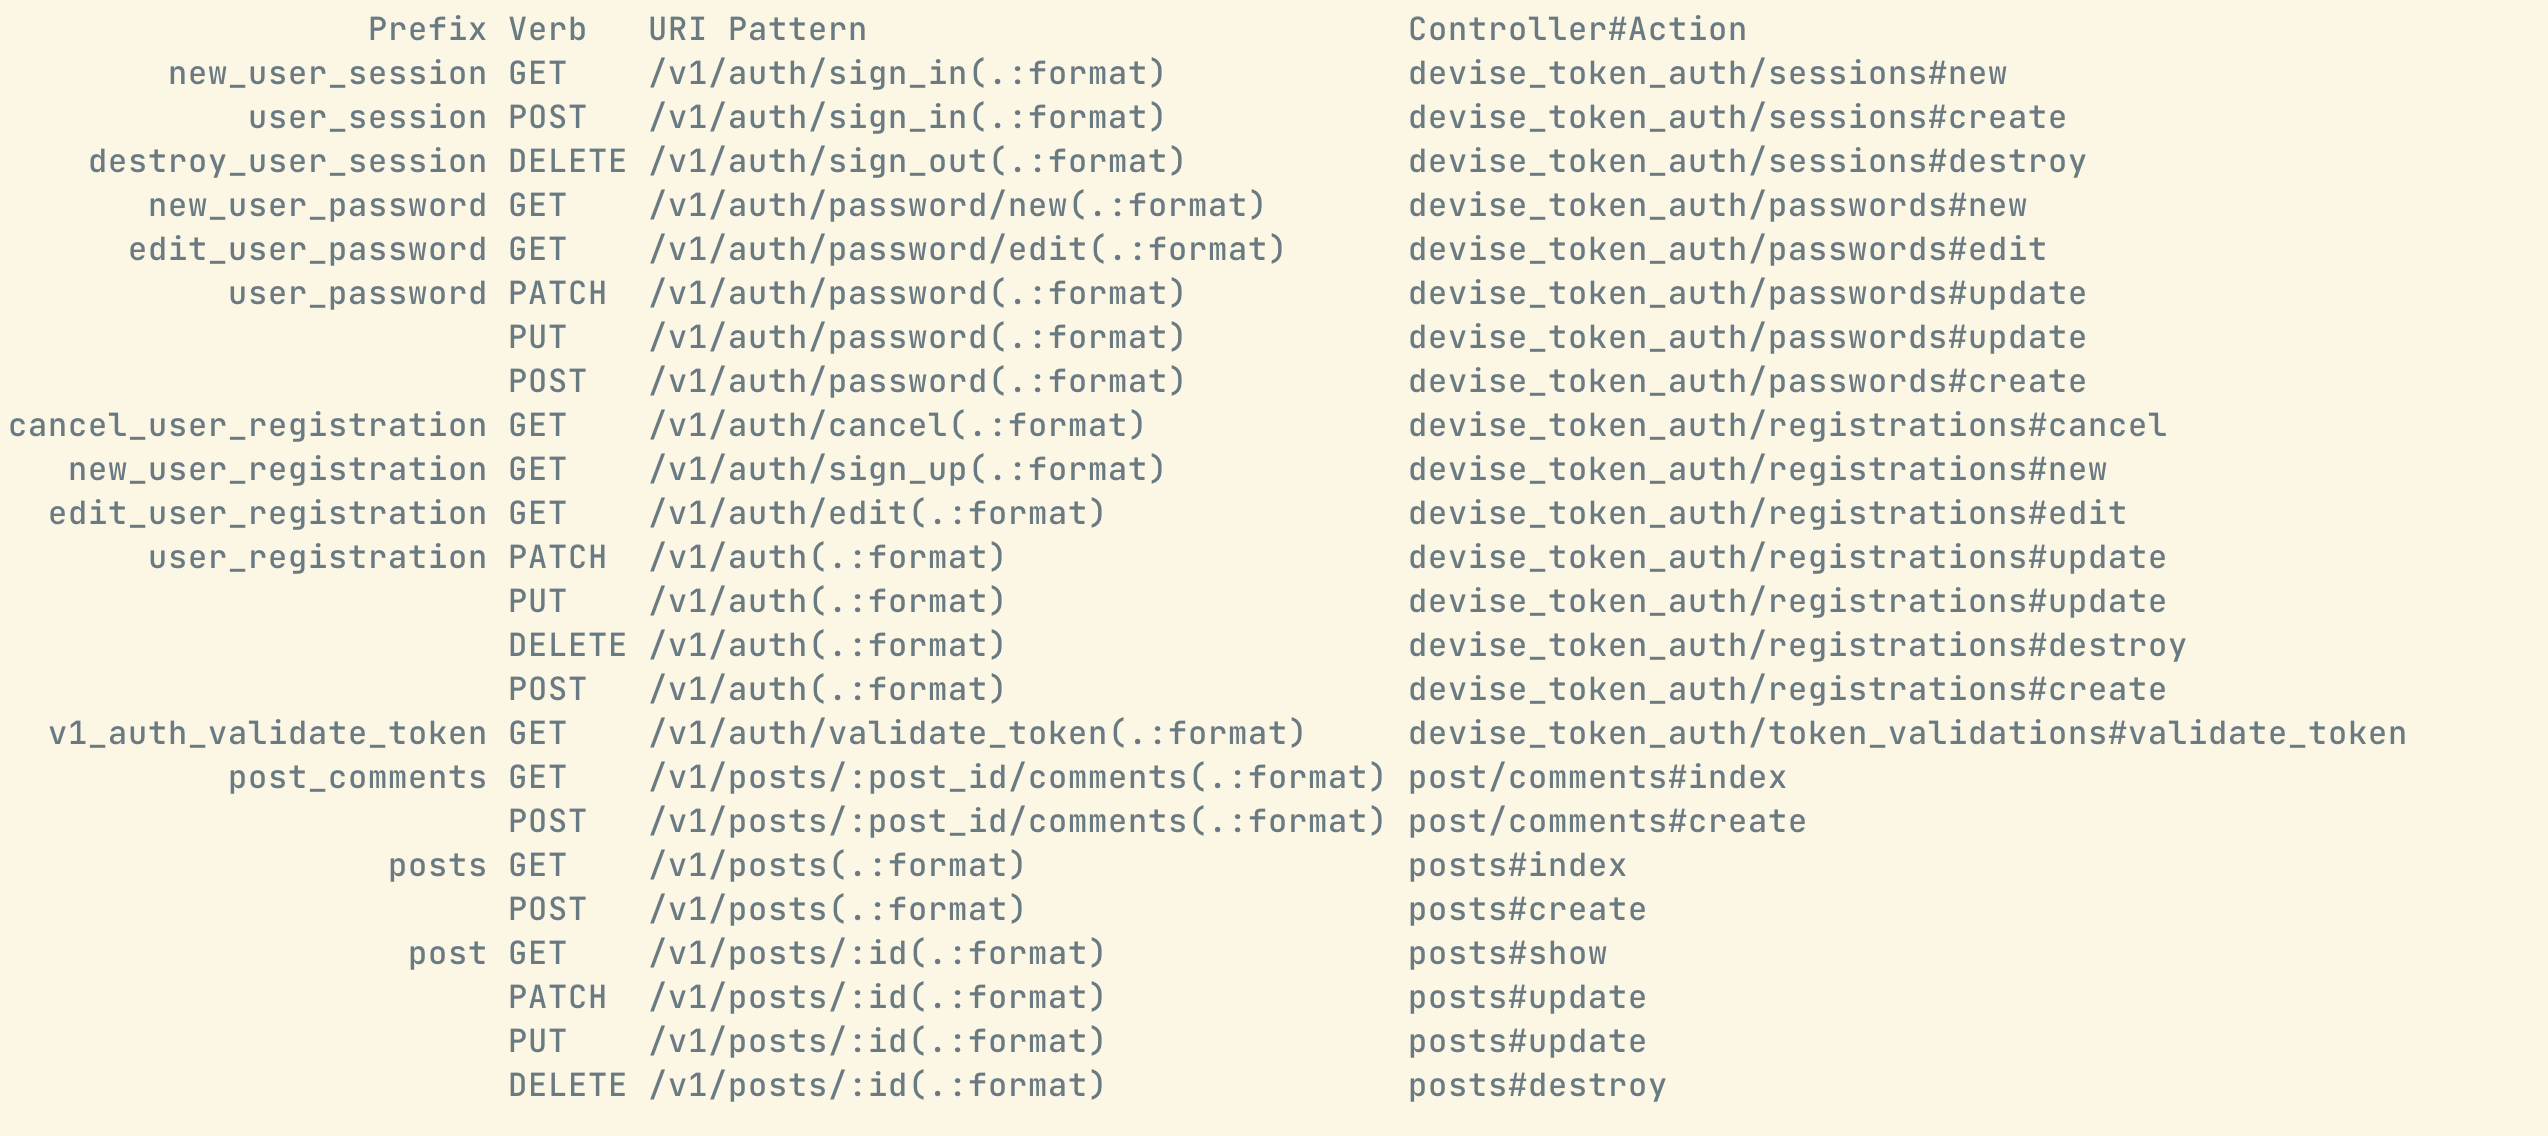 Prefix Verb URI Pattern Controller#Action
new_user_session GET /v1/auth/sign_in(.:format) devise_token_auth/sessions#new
user_session POST /v1/auth/sign_in(.:format) devise_token_auth/sessions#create
destroy_user_session DELETE /v1/auth/sign_out(.:format) devise_token_auth/sessions#destroy
new_user_password GET /v1/auth/password/new(.:format) devise_token_auth/passwords#new
edit_user_password GET /v1/auth/password/edit(.:format) devise_token_auth/passwords#edit
user_password PATCH /v1/auth/password(.:format) devise_token_auth/passwords#update
PUT /v1/auth/password(.:format) devise_token_auth/passwords#update
POST /v1/auth/password(.:format) devise_token_auth/passwords#create
cancel_user_registration GET /v1/auth/cancel(.:format) devise_token_auth/registrations#cancel
new_user_registration GET /v1/auth/sign_up(.:format) devise_token_auth/registrations#new
edit_user_registration GET /v1/auth/edit(.:format) devise_token_auth/registrations#edit
user_registration PATCH /v1/auth(.:format) devise_token_auth/registrations#update
PUT /v1/auth(.:format) devise_token_auth/registrations#update
DELETE /v1/auth(.:format) devise_token_auth/registrations#destroy
POST /v1/auth(.:format) devise_token_auth/registrations#create
v1_auth_validate_token GET /v1/auth/validate_token(.:format) devise_token_auth/token_validations#validate_token
post_comments GET /v1/posts/:post_id/comments(.:format) post/comments#index
POST /v1/posts/:post_id/comments(.:format) post/comments#create
posts GET /v1/posts(.:format) posts#index
POST /v1/posts(.:format) posts#create
post GET /v1/posts/:id(.:format) posts#show
PATCH /v1/posts/:id(.:format) posts#update
PUT /v1/posts/:id(.:format) posts#update
DELETE /v1/posts/:id(.:format) posts#destroy